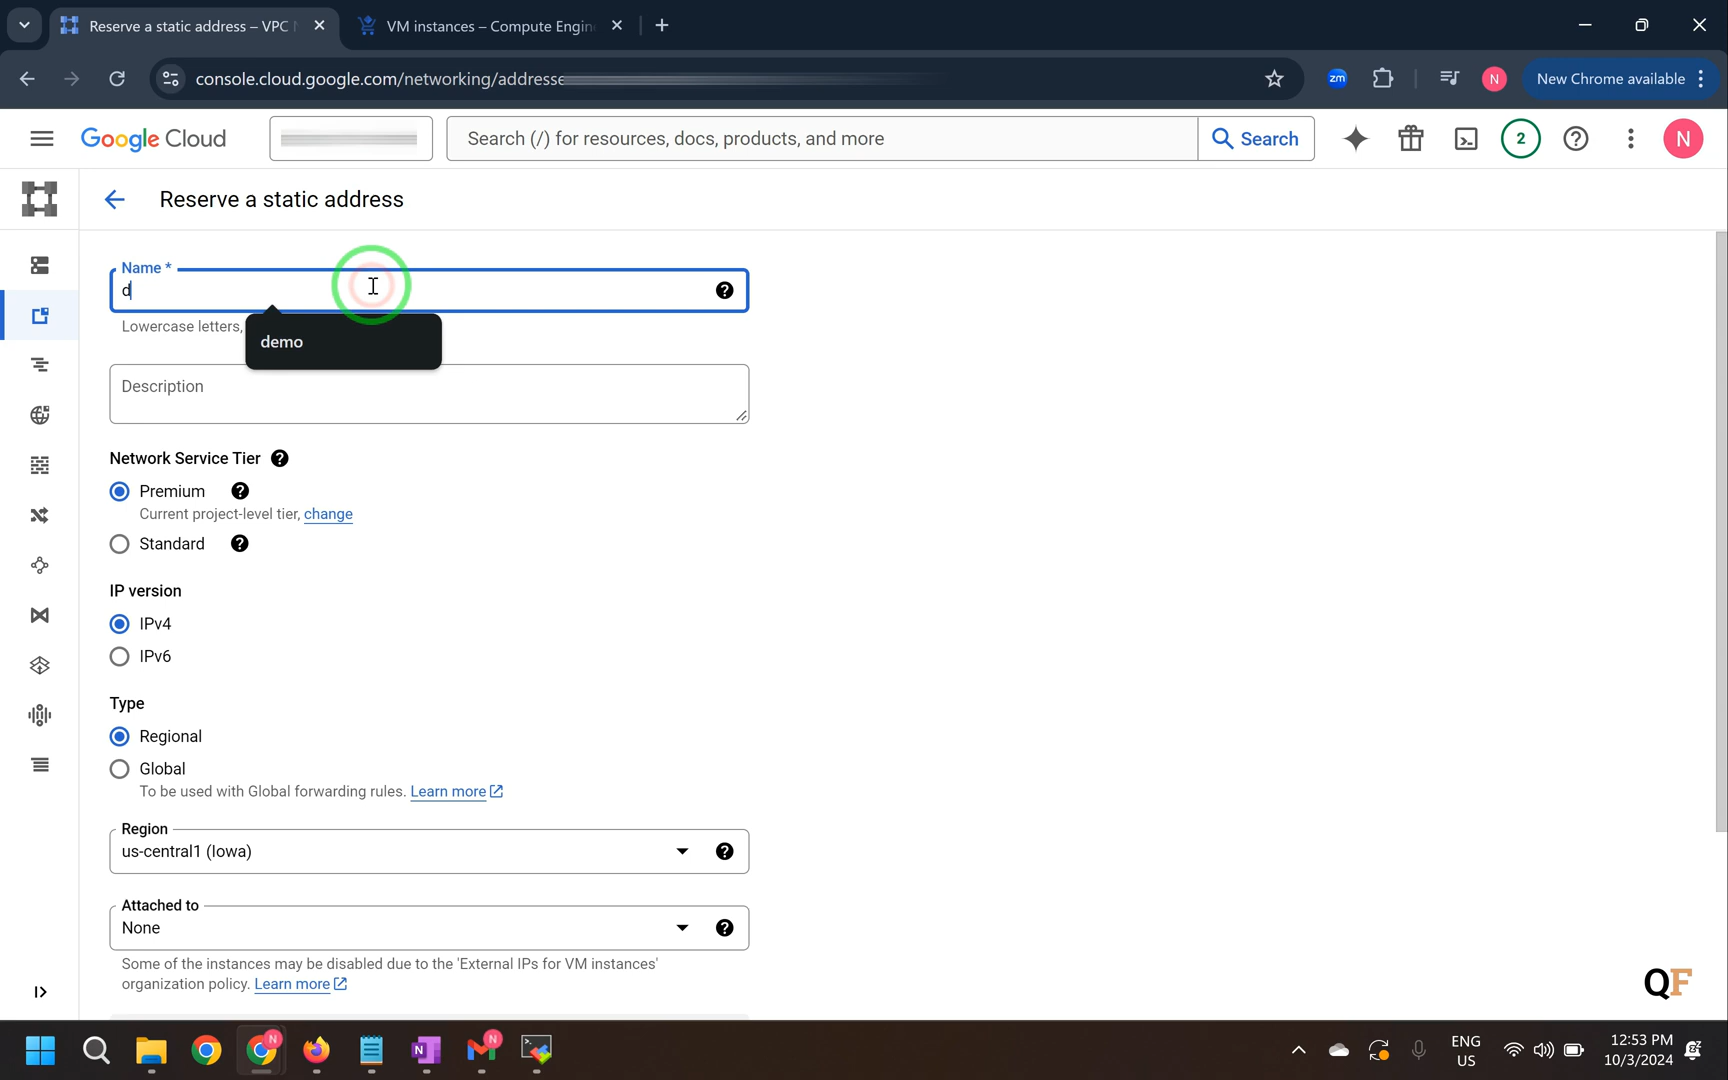 Reserve a static address – VPC N
VM instances – Compute Engin
console.cloud.google.com/networking/addresse
zm
N
New Chrome available
Google Cloud
Search (/) for resources, docs, products, and more
Search
2
N
Reserve a static address
Name *
d
Lowercase letters,
demo
Description
Network Service Tier
Premium
Current project-level tier, change
Standard
IP version
IPv4
IPv6
Type
Regional
Global
To be used with Global forwarding rules. Learn more
Region
us-central1 (Iowa)
Attached to
None
Some of the instances may be disabled due to the 'External IPs for VM instances'
organization policy. Learn more
QF
ENG
US
12:53 PM
10/3/2024